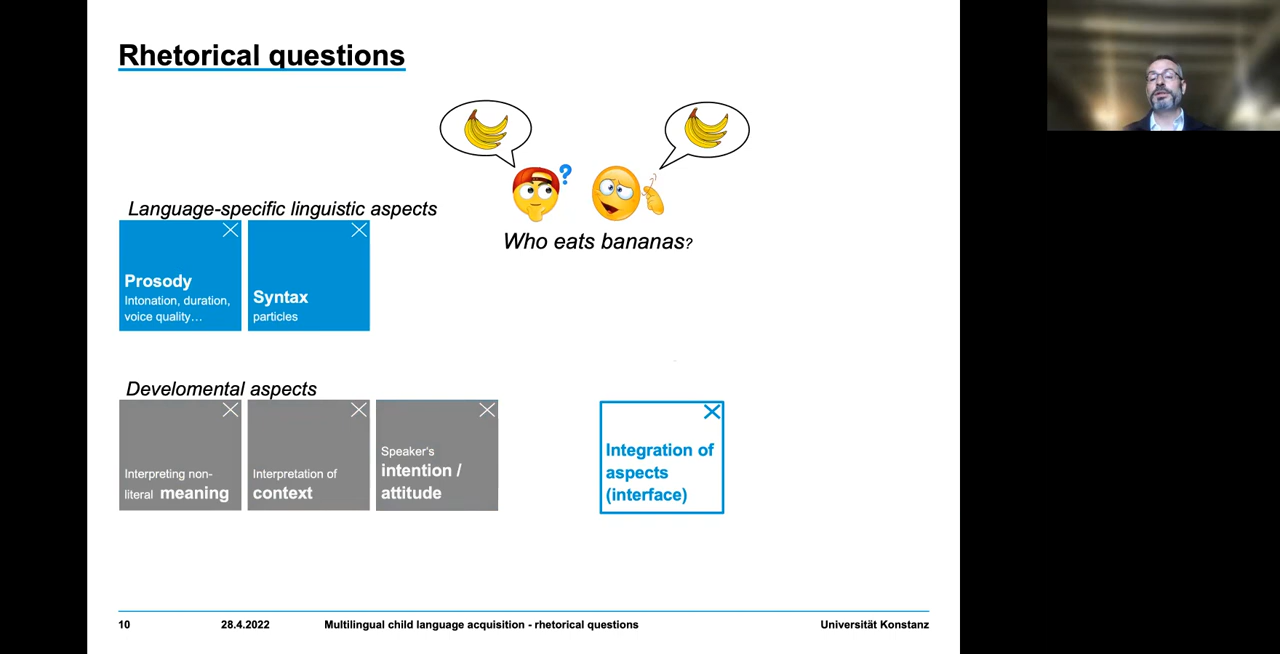 Rhetorical questions
?
Language-specific linguistic aspects
Who eats bananas?
Prosody
Intonation, duration,
voice quality…
Syntax
particles
Develomental aspects
Interpreting non-
literal meaning
Interpretation of
context
Speaker's
intention /
attitude
Integration of
aspects
(interface)
10
28.4.2022
Multilingual child language acquisition - rhetorical questions
Universität Konstanz